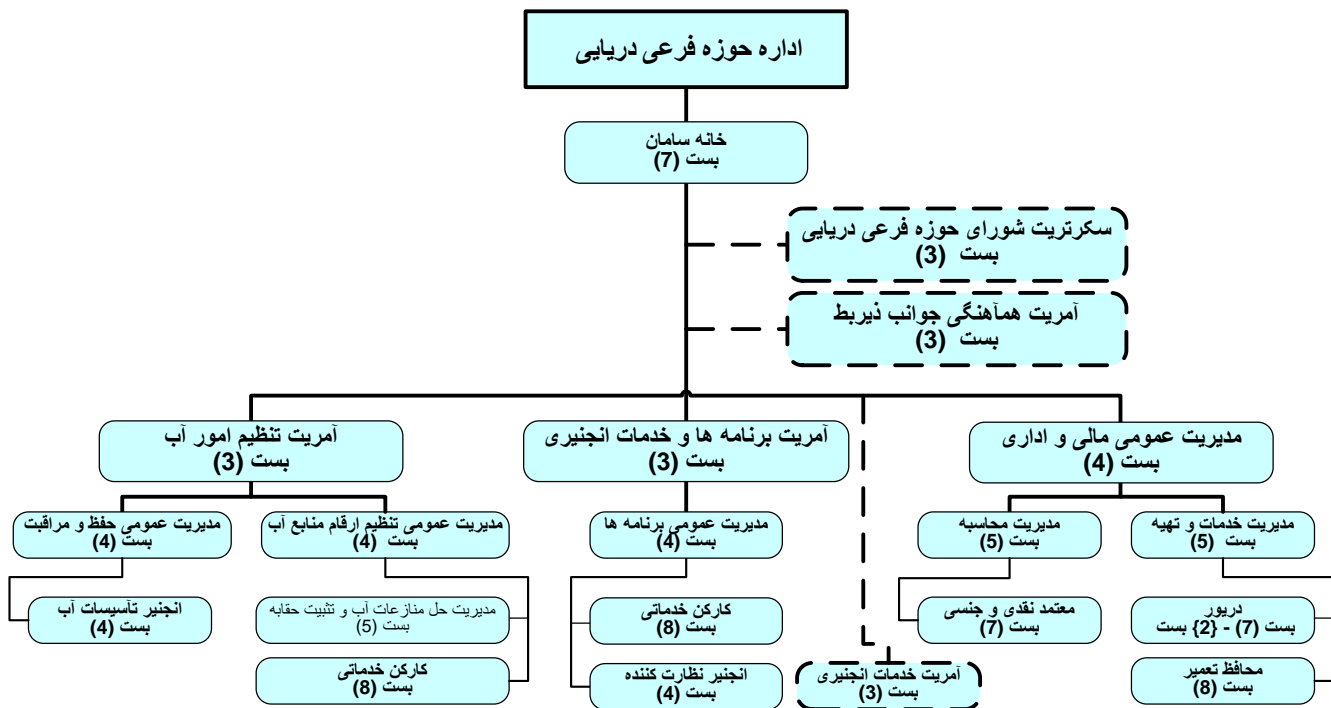 اداره حوزه فرعی دریایی
خانه سامان
بست (7)
سکرتریت شورای حوزه فرعی دریایی
بست (3)
آمریت همآهنگی جوانب ذیربط
بست (3)
مدیریت عمومی مالی و اداری
بست (4)
آمریت برنامه ها و خدمات انجنیری
بست (3)
آمریت تنظیم امور آب
بست (3)
مدیریت خدمات و تهیه
بست (5)
مدیریت محاسبه
بست (5)
مدیریت عمومی برنامه ها
بست (4)
مدیریت عمومی تنظیم ارقام منابع آب
بست (4)
مدیریت عمومی حفظ و مراقبت
بست (4)
دریور
بست (7) - {2} بست
معتمد نقدی و جنسی
بست (7)
کارکن خدماتی
بست (8)
مدیریت حل منازعات آب و تثبیت حقابه
بست (5)
انجنیر تآسیسات آب
بست (4)
محافظ تعمیر
بست (8)
آمریت خدمات انجنیری
بست (3)
انجنیر نظارت کننده
بست (4)
کارکن خدماتی
بست (8)